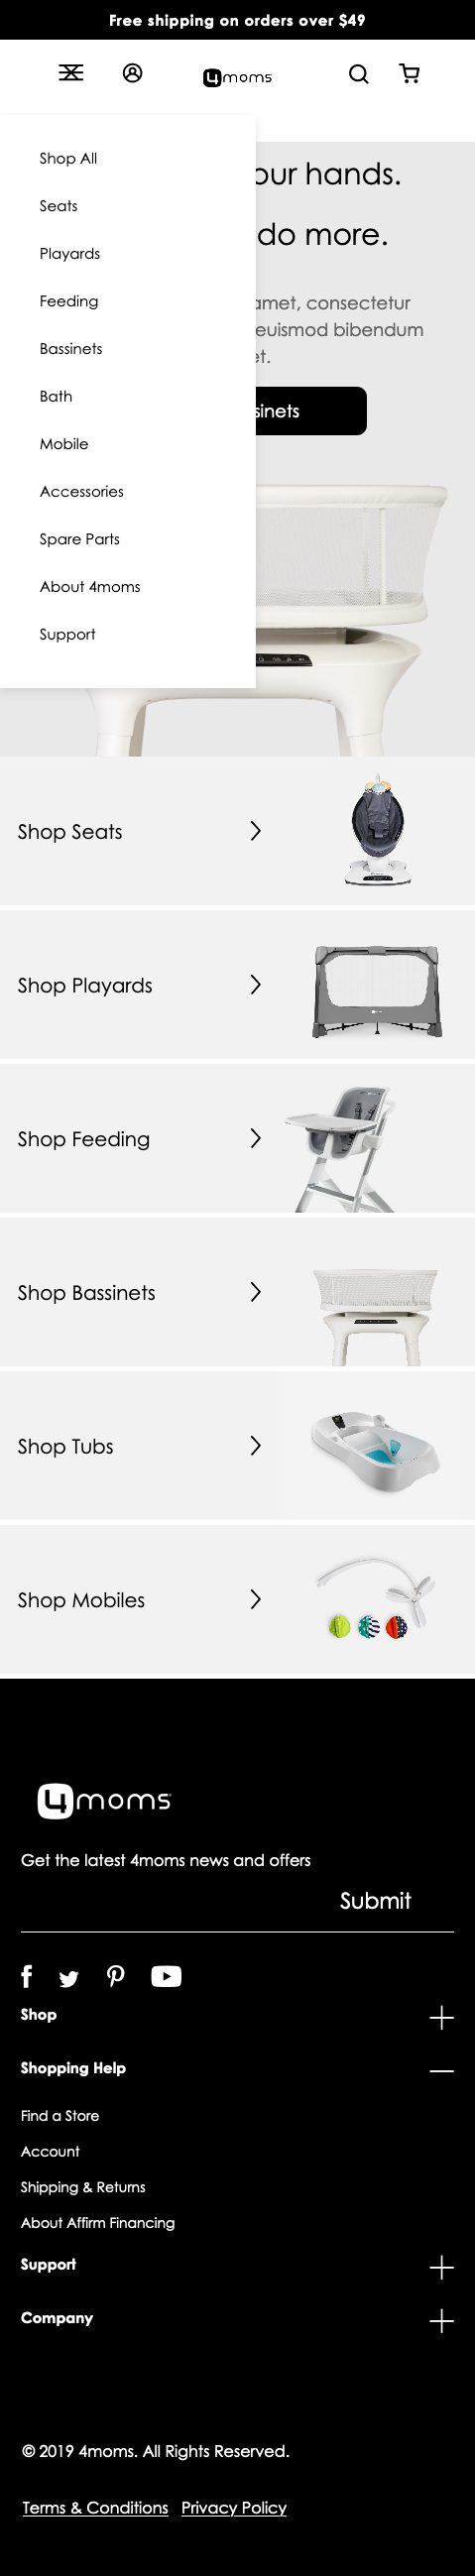 Free shipping on orders over $49
4moms
Shop All
Seats
Playards
Feeding
Bassinets
Bath
Mobile
Accessories
Spare Parts
About 4moms
Support
our hands.
do more.
amet, consectetur
euismod bibendum
et.
sinets
Shop Seats
Shop Playards
Shop Feeding
Shop Bassinets
Shop Tubs
Shop Mobiles
4moms
Get the latest 4moms news and offers
Submit
Shop
Shopping Help
Find a Store
Account
Shipping & Returns
About Affirm Financing
Support
Company
© 2019 4moms. All Rights Reserved.
Terms & Conditions Privacy Policy